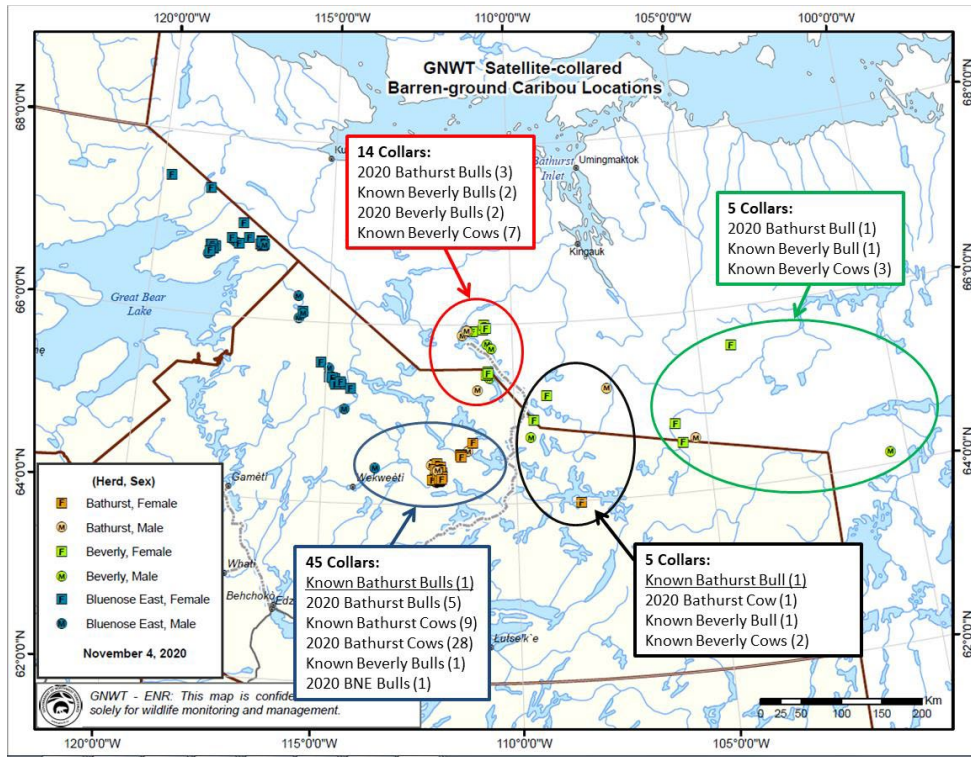 120°0'0"W
115°0'0"W
110°0'0"W
105°0'0"W
100°0'0"W
GNWT Satellite-collared
Barren-ground Caribou Locations
68°0'0"N
68°0'0"N
14 Collars:
2020 Bathurst Bulls (3)
Known Beverly Bulls (2)
2020 Beverly Bulls (2)
Known Beverly Cows (7)
Bathurst
Inlet
Umingmaktok
Kingauk
5 Collars:
2020 Bathurst Bull (1)
Known Beverly Bull (1)
Known Beverly Cows (3)
66°0'0"N
66°0'0"N
Great Bear
Lake
64°0'0"N
64°0'0"N
(Herd, Sex)
F Bathurst, Female
M Bathurst, Male
F Beverly, Female
M Beverly, Male
F Bluenose East, Female
M Bluenose East, Male
November 4, 2020
Gamètì
Wekweètì
Whatì
Behchokò
45 Collars:
Known Bathurst Bulls (1)
2020 Bathurst Bulls (5)
Known Bathurst Cows (9)
2020 Bathurst Cows (28)
Known Beverly Bulls (1)
2020 BNE Bulls (1)
5 Collars:
Known Bathurst Bull (1)
2020 Bathurst Cow (1)
Known Beverly Bull (1)
Known Beverly Cows (2)
Łutselk'e
62°0'0"N
62°0'0"N
GNWT - ENR: This map is confide
solely for wildlife monitoring and management.
Km
0 25 50 100 150 200
120°0'0"W
115°0'0"W
110°0'0"W
105°0'0"W